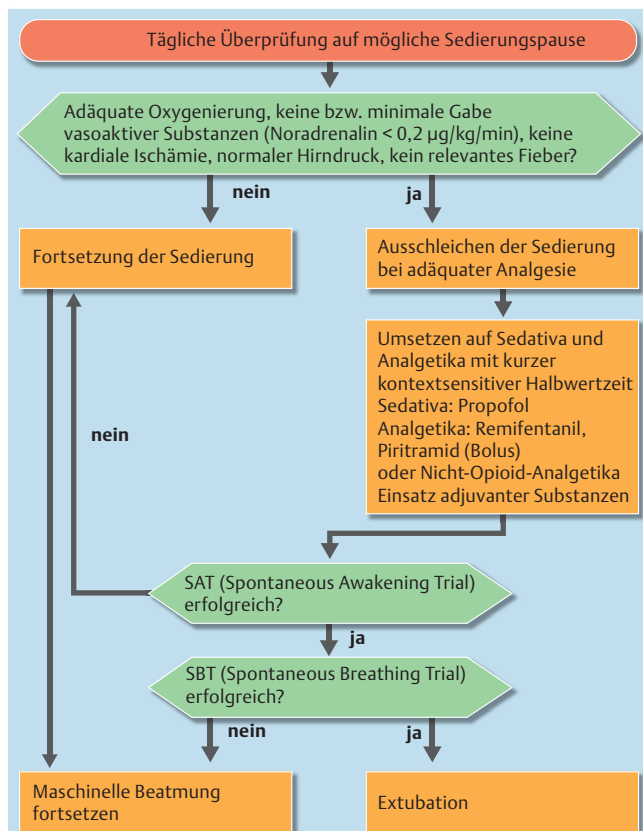 Tägliche Überprüfung auf mögliche Sedierungspause
Adäquate Oxygenierung, keine bzw. minimale Gabe
vasoaktiver Substanzen (Noradrenalin < 0,2 µg/kg/min), keine
kardiale Ischämie, normaler Hirndruck, kein relevantes Fieber?
nein
ja
Fortsetzung der Sedierung
Ausschleichen der Sedierung
bei adäquater Analgesie
Umsetzen auf Sedativa und
Analgetika mit kurzer
kontextsensitiver Halbwertzeit
Sedativa: Propofol
Analgetika: Remifentanil,
Piritramid (Bolus)
oder Nicht-Opioid-Analgetika
Einsatz adjuvanter Substanzen
nein
SAT (Spontaneous Awakening Trial)
erfolgreich?
ja
SBT (Spontaneous Breathing Trial)
erfolgreich?
nein
ja
Maschinelle Beatmung
fortsetzen
Extubation